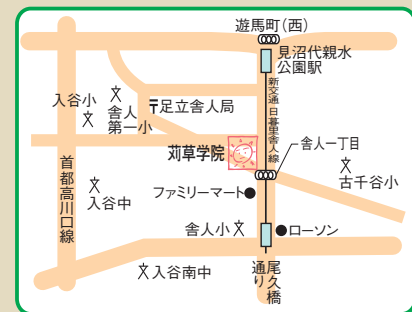 遊馬町(西)
見沼代親水
公園駅
新交通 日暮里舎人線
入谷小
舎人
第一小
〒足立舎人局
苅草学院
舎人一丁目
古千谷小
首都高川口線
入谷中
ファミリーマート
舎人小
ローソン
入谷南中
尾久橋
通り